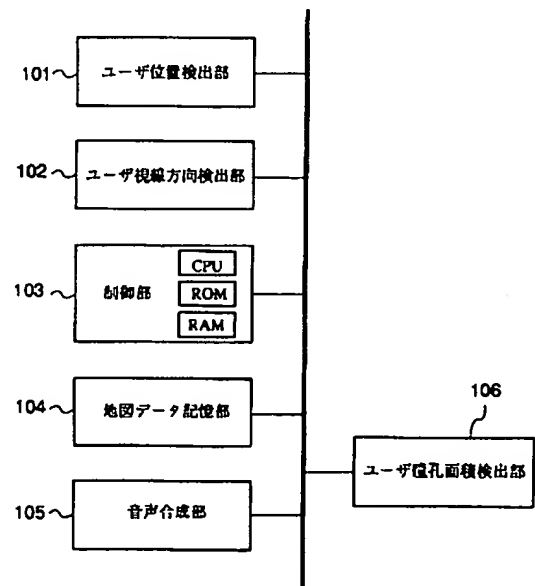 101
ユーザ位置検出部
102
ユーザ視線方向検出部
103
制御部
CPU
ROM
RAM
104
地図データ記憶部
106
ユーザ瞳孔面積検出部
105
音声合成部